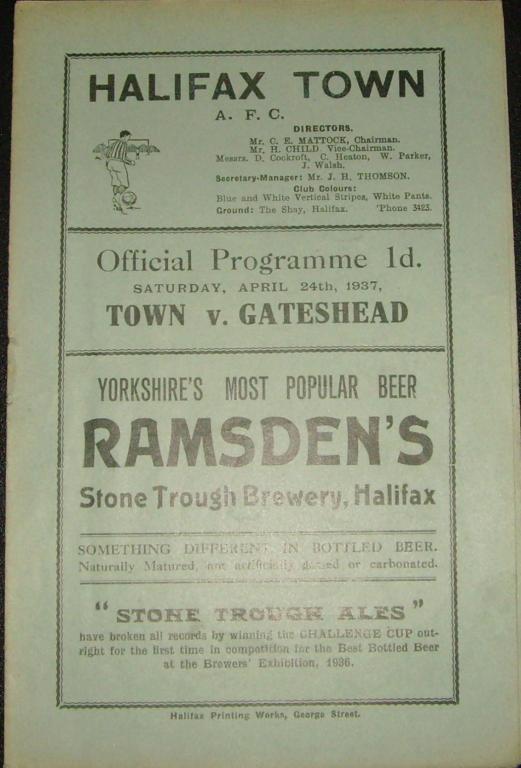 HALIFAX TOWN
A. F. C.
DIRECTORS.
Mr. C. E. MATTOCK, Chairman.
Mr. H. CHILD Vice-Chairman.
Messrs. D. Cockroft, C. Heaton, W. Parker,
J. Walsh.
Secretary-Manager: Mr. J. H. THOMSON.
Club Colours:
Blue and White Vertical Stripes, White Pants.
Ground: The Shay, Halifax. 'Phone 3423.
Official Programme 1d.
SATURDAY, APRIL 24th, 1937,
TOWN v. GATESHEAD
YORKSHIRE'S MOST POPULAR BEER
RAMSDEN'S
Stone Trough Brewery, Halifax
SOMETHING DIFFERENT IN BOTTLED BEER.
Naturally Matured, not artificially gassed or carbonated.
"STONE TROUGH ALES"
have broken all records by winning the CHALLENGE CUP out-
right for the first time in competition for the Best Bottled Beer
at the Brewers' Exhibition, 1936.
Halifax Printing Works, George Street.